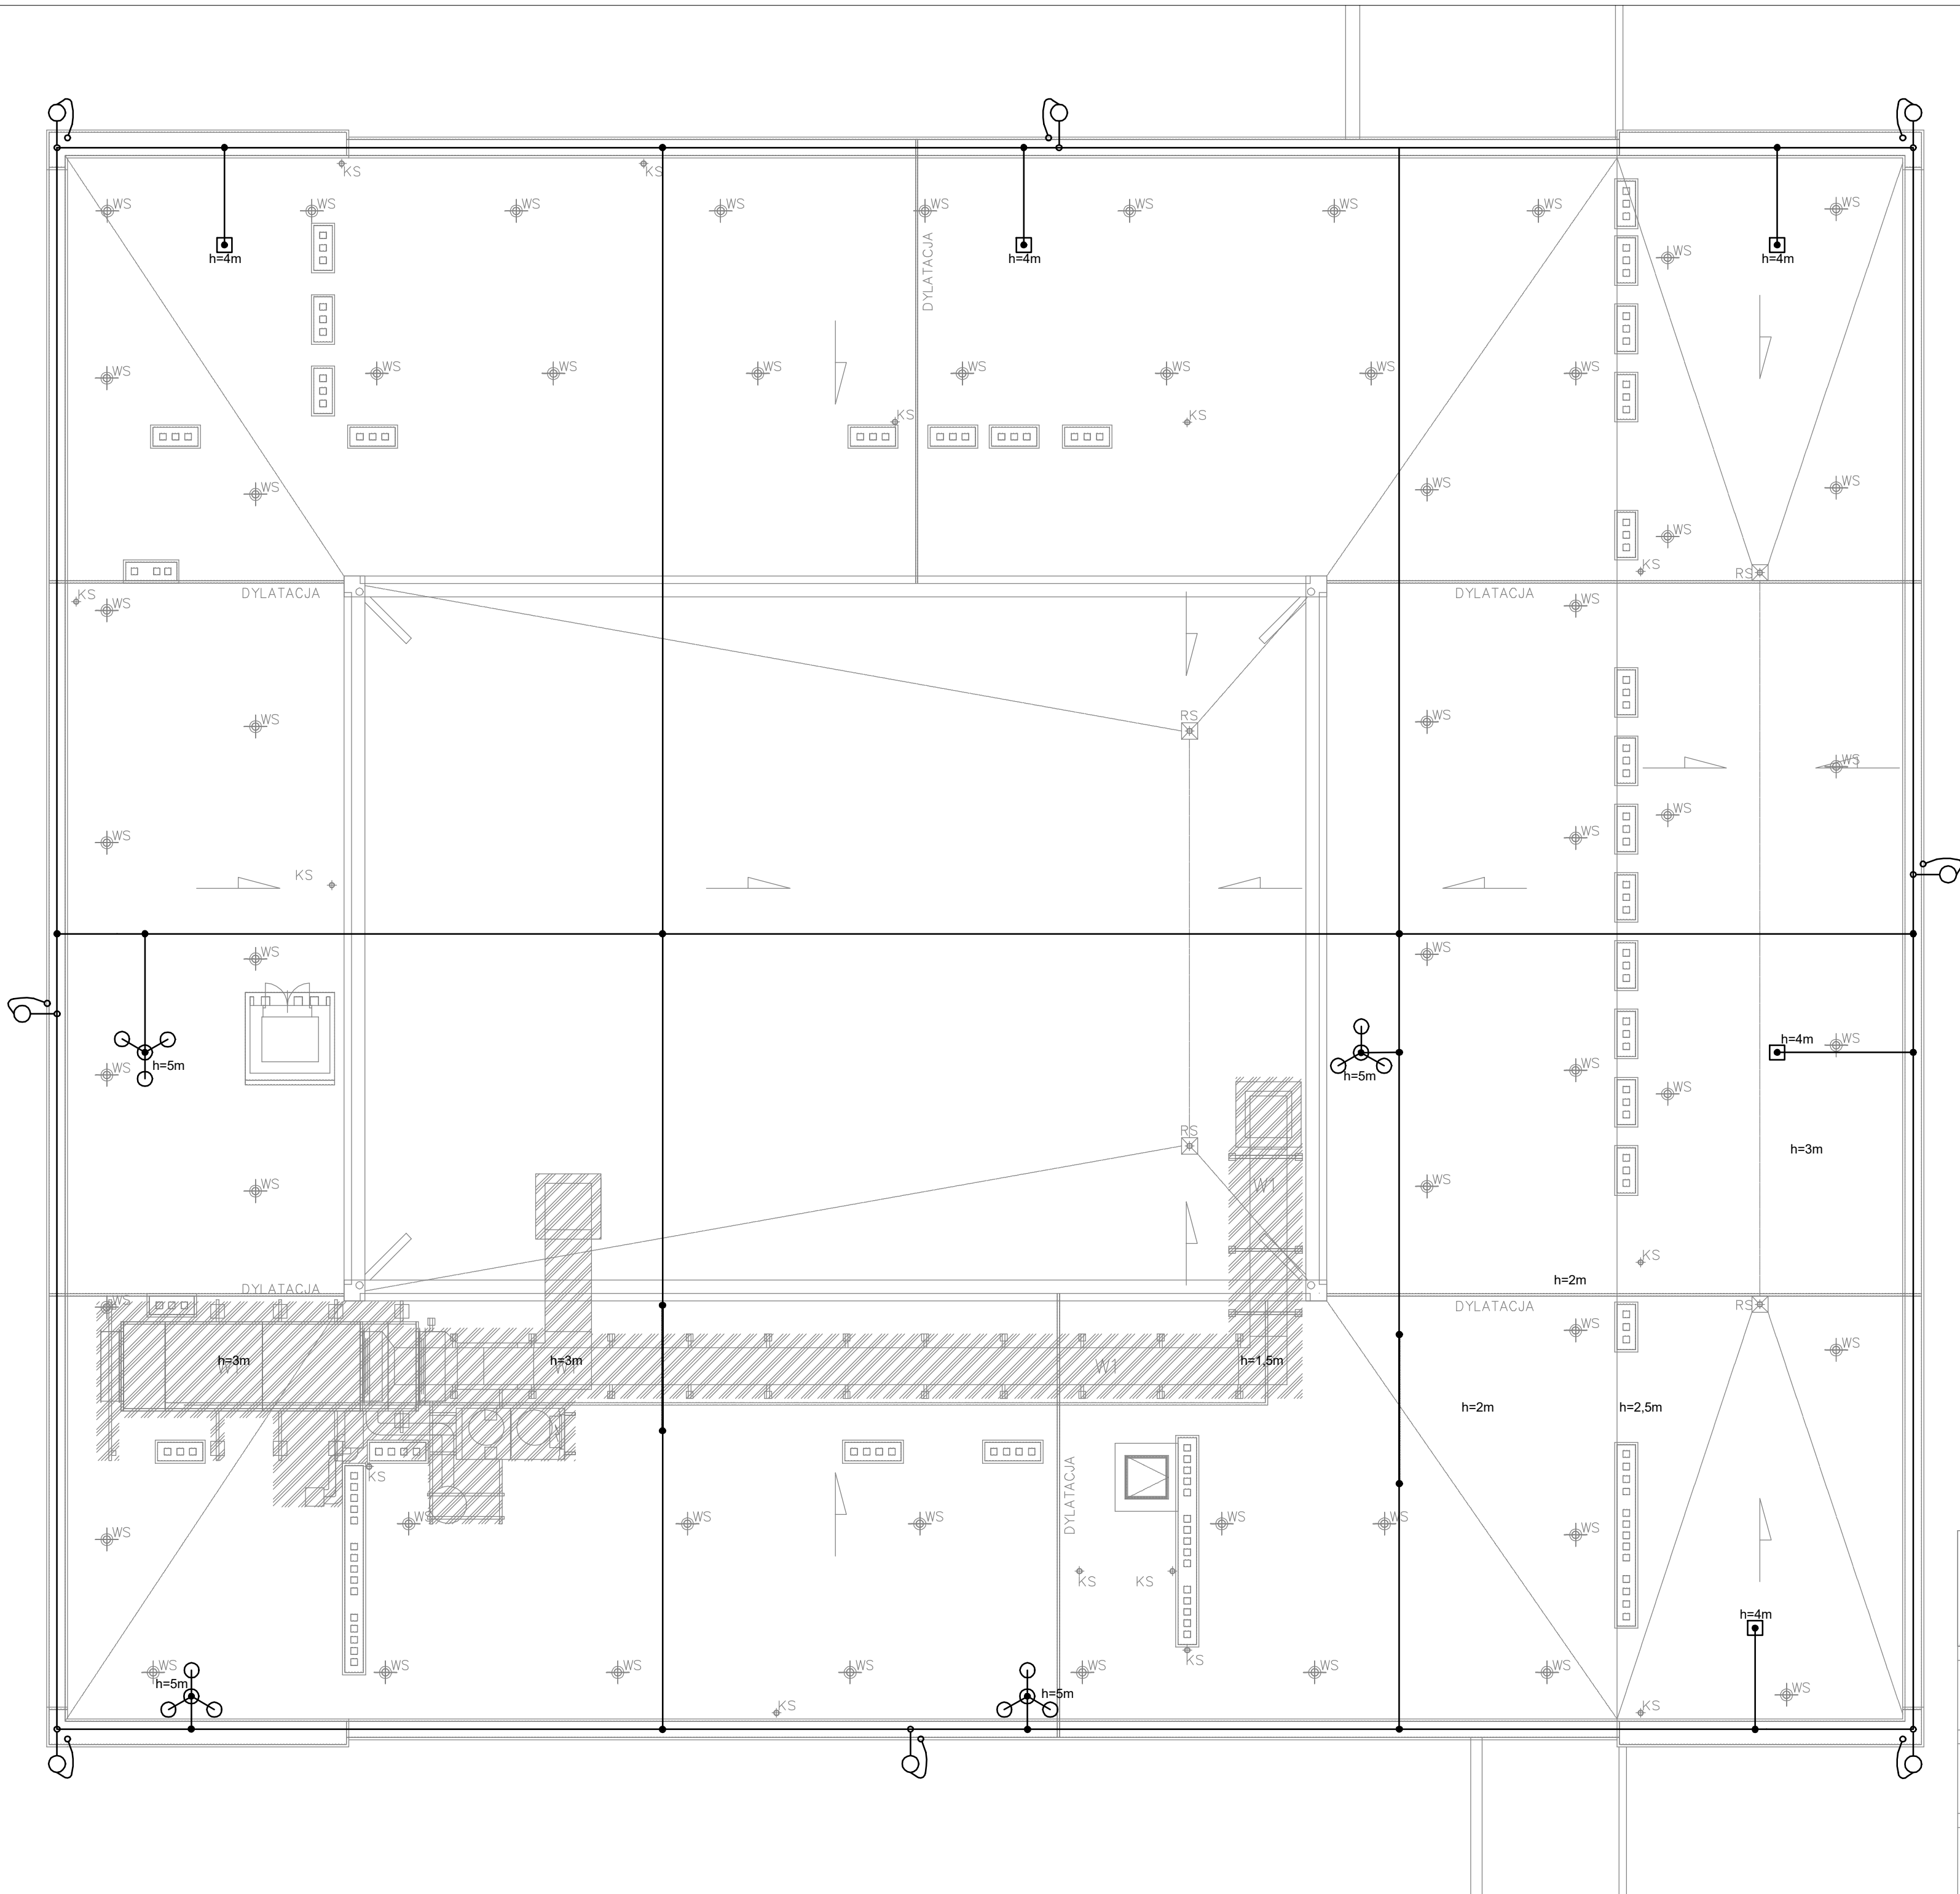 KS KS
WS WS WS WS WS WS WS WS WS
DYLATACJA
h=4m h=4m h=4m
WS
WS WS WS WS WS WS WS WS
KS KS
WS WS WS
WS
KS
RS
KS DYLATACJA DYLATACJA
WS WS
RS
WS WS
WS
WS
WS WS
KS
WS WS
h=4m
WS
h=5m
WS h=5m WS WS
RS
h=3m
WS W1 WS
KS
h=2m
DYLATACJA
WS DYLATACJA RS
WS WS
h=3m h=3m W1 h=1,5m
h=2m h=2,5m
KS
DYLATACJA
WS WS WS WS WS WS WS
KS KS
h=4m
KS
WS WS WS WS WS WS WS
h=5m h=5m WS
KS KS